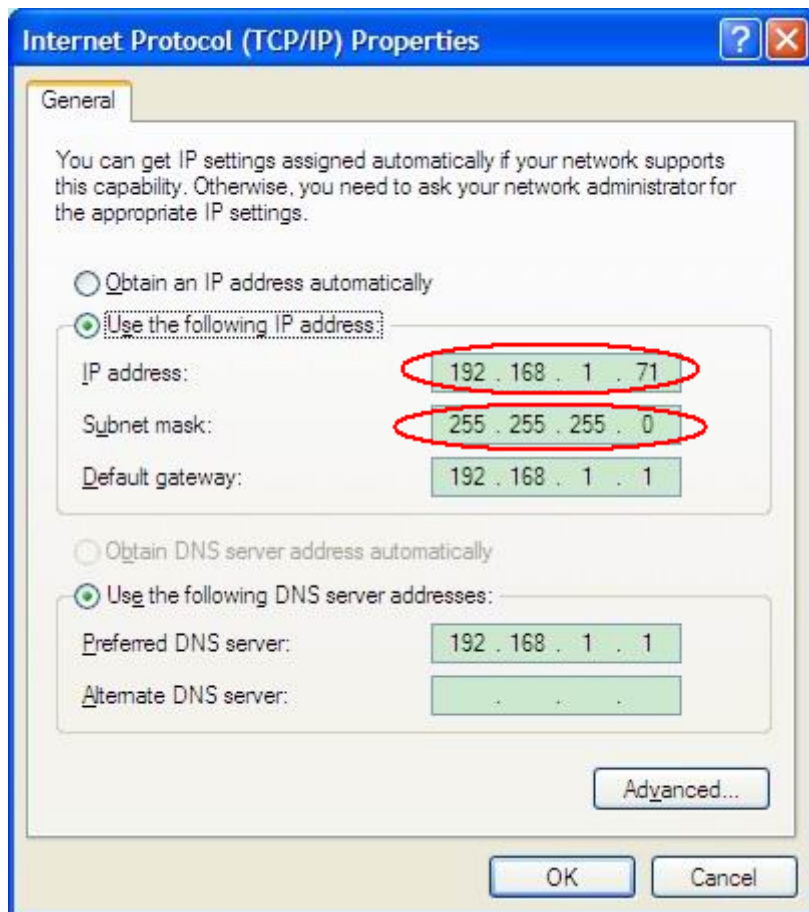 Internet Protocol (TCP/IP) Properties
General
You can get IP settings assigned automatically if your network supports
this capability. Otherwise, you need to ask your network administrator for
the appropriate IP settings.
Obtain an IP address automatically
Use the following IP address:
IP address: 192 . 168 . 1 . 71
Subnet mask: 255 . 255 . 255 . 0
Default gateway: 192 . 168 . 1 . 1
Obtain DNS server address automatically
Use the following DNS server addresses:
Preferred DNS server: 192 . 168 . 1 . 1
Alternate DNS server: . . .
Advanced...
OK Cancel